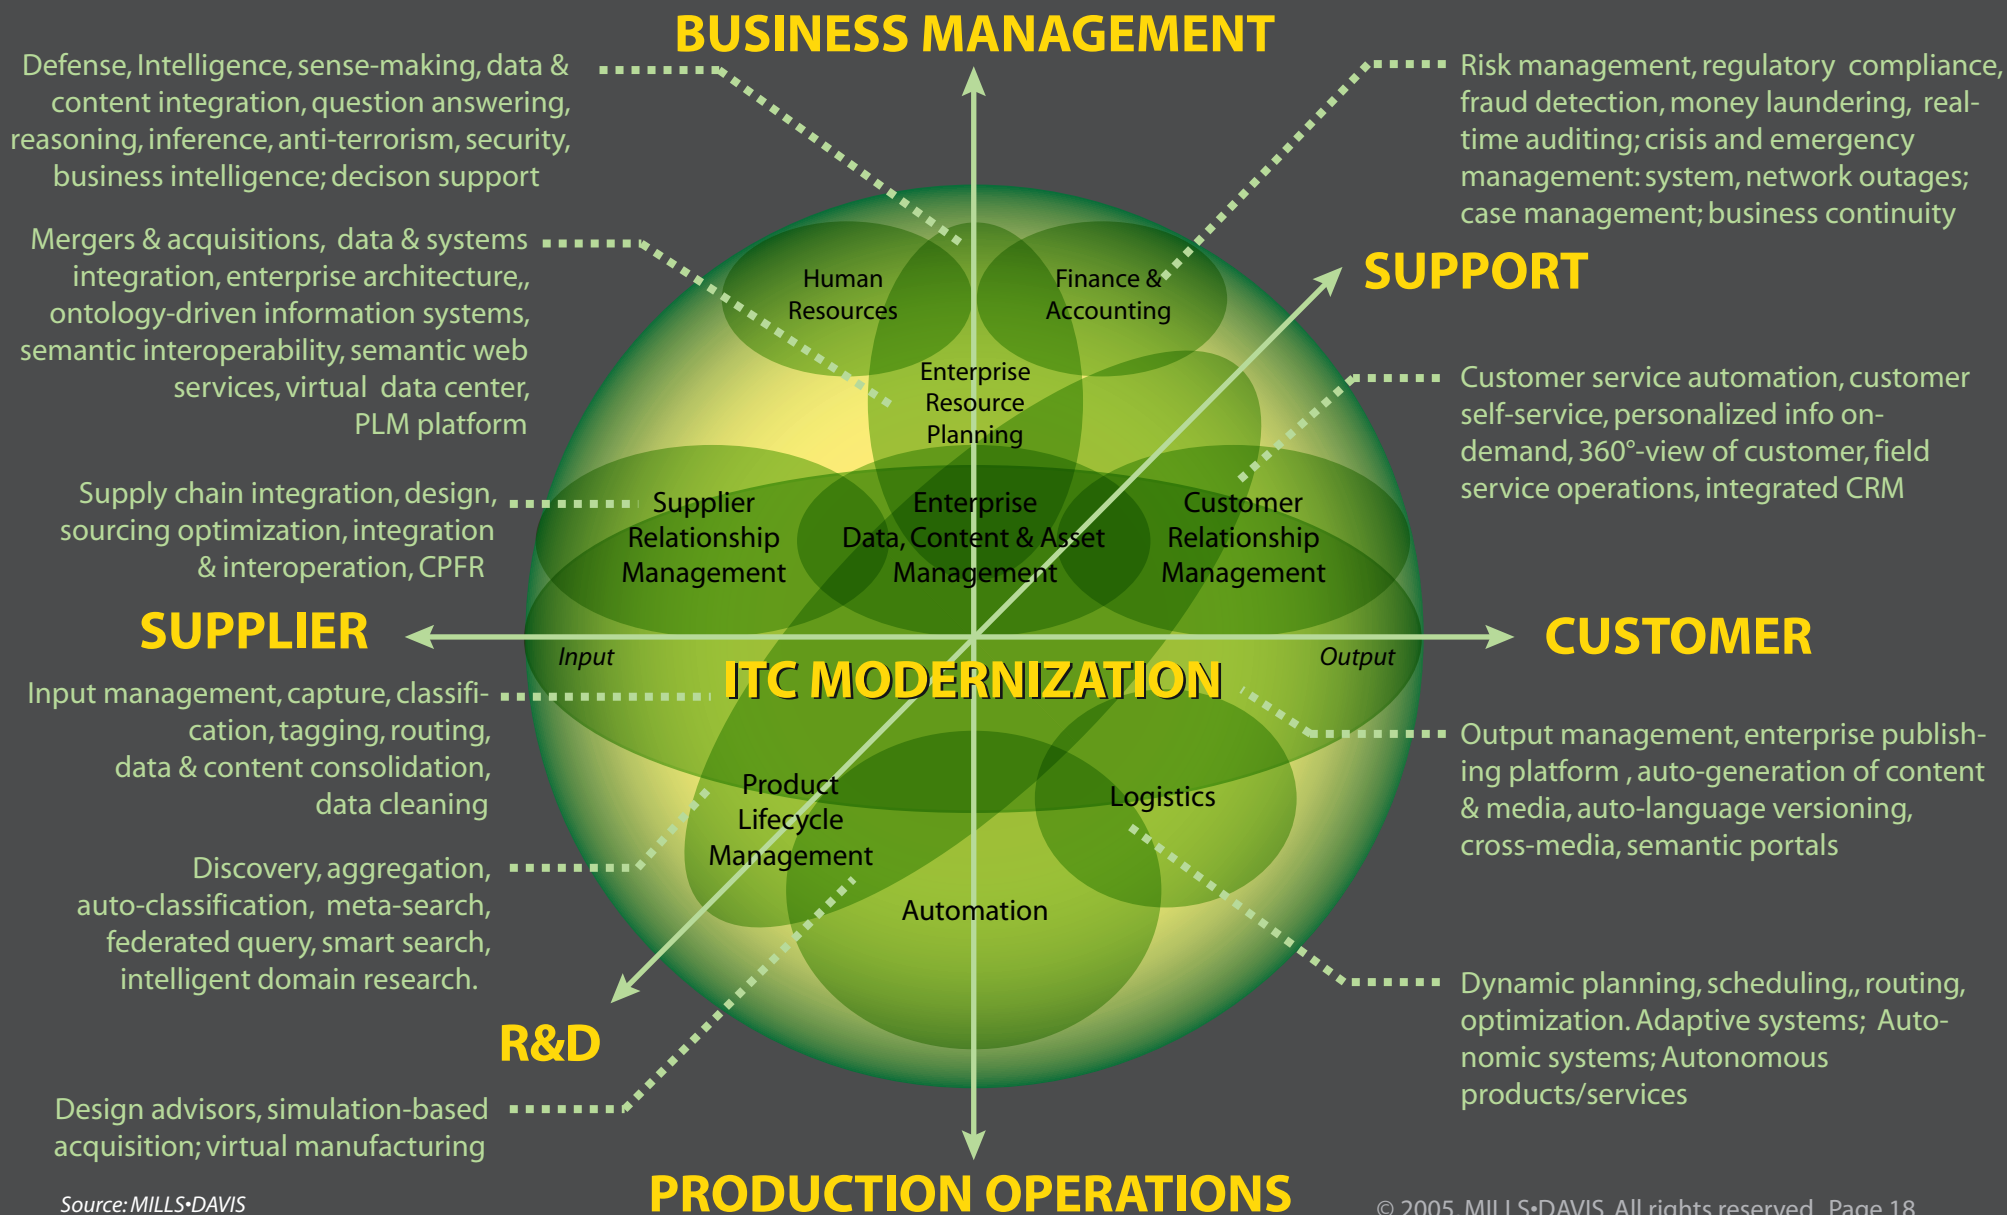 BUSINESS MANAGEMENT
Defense, Intelligence, sense-making, data &
content integration, question answering,
reasoning, inference, anti-terrorism, security,
business intelligence; decison support
Mergers & acquisitions, data & systems
integration, enterprise architecture,,
ontology-driven information systems,
semantic interoperability, semantic web
services, virtual data center,
PLM platform
Supply chain integration, design,
sourcing optimization, integration
& interoperation, CPFR
SUPPLIER
Input management, capture, classifi-
cation, tagging, routing,
data & content consolidation,
data cleaning
Discovery, aggregation,
auto-classification, meta-search,
federated query, smart search,
intelligent domain research.
R&D
Design advisors, simulation-based
acquisition; virtual manufacturing
Human
Resources
Finance &
Accounting
Enterprise
Resource
Planning
Supplier
Relationship
Management
Enterprise
Data, Content & Asset
Management
Customer
Relationship
Management
Input
Output
ITC MODERNIZATION
Product
Lifecycle
Management
Logistics
Automation
Risk management, regulatory compliance,
fraud detection, money laundering, real-
time auditing; crisis and emergency
management: system, network outages;
case management; business continuity
SUPPORT
Customer service automation, customer
self-service, personalized info on-
demand, 360°-view of customer, field
service operations, integrated CRM
CUSTOMER
Output management, enterprise publish-
ing platform , auto-generation of content
& media, auto-language versioning,
cross-media, semantic portals
Dynamic planning, scheduling,, routing,
optimization. Adaptive systems; Auto-
nomic systems; Autonomous
products/services
PRODUCTION OPERATIONS
Source: MILLS•DAVIS
© 2005, MILLS•DAVIS. All rights reserved Page 18